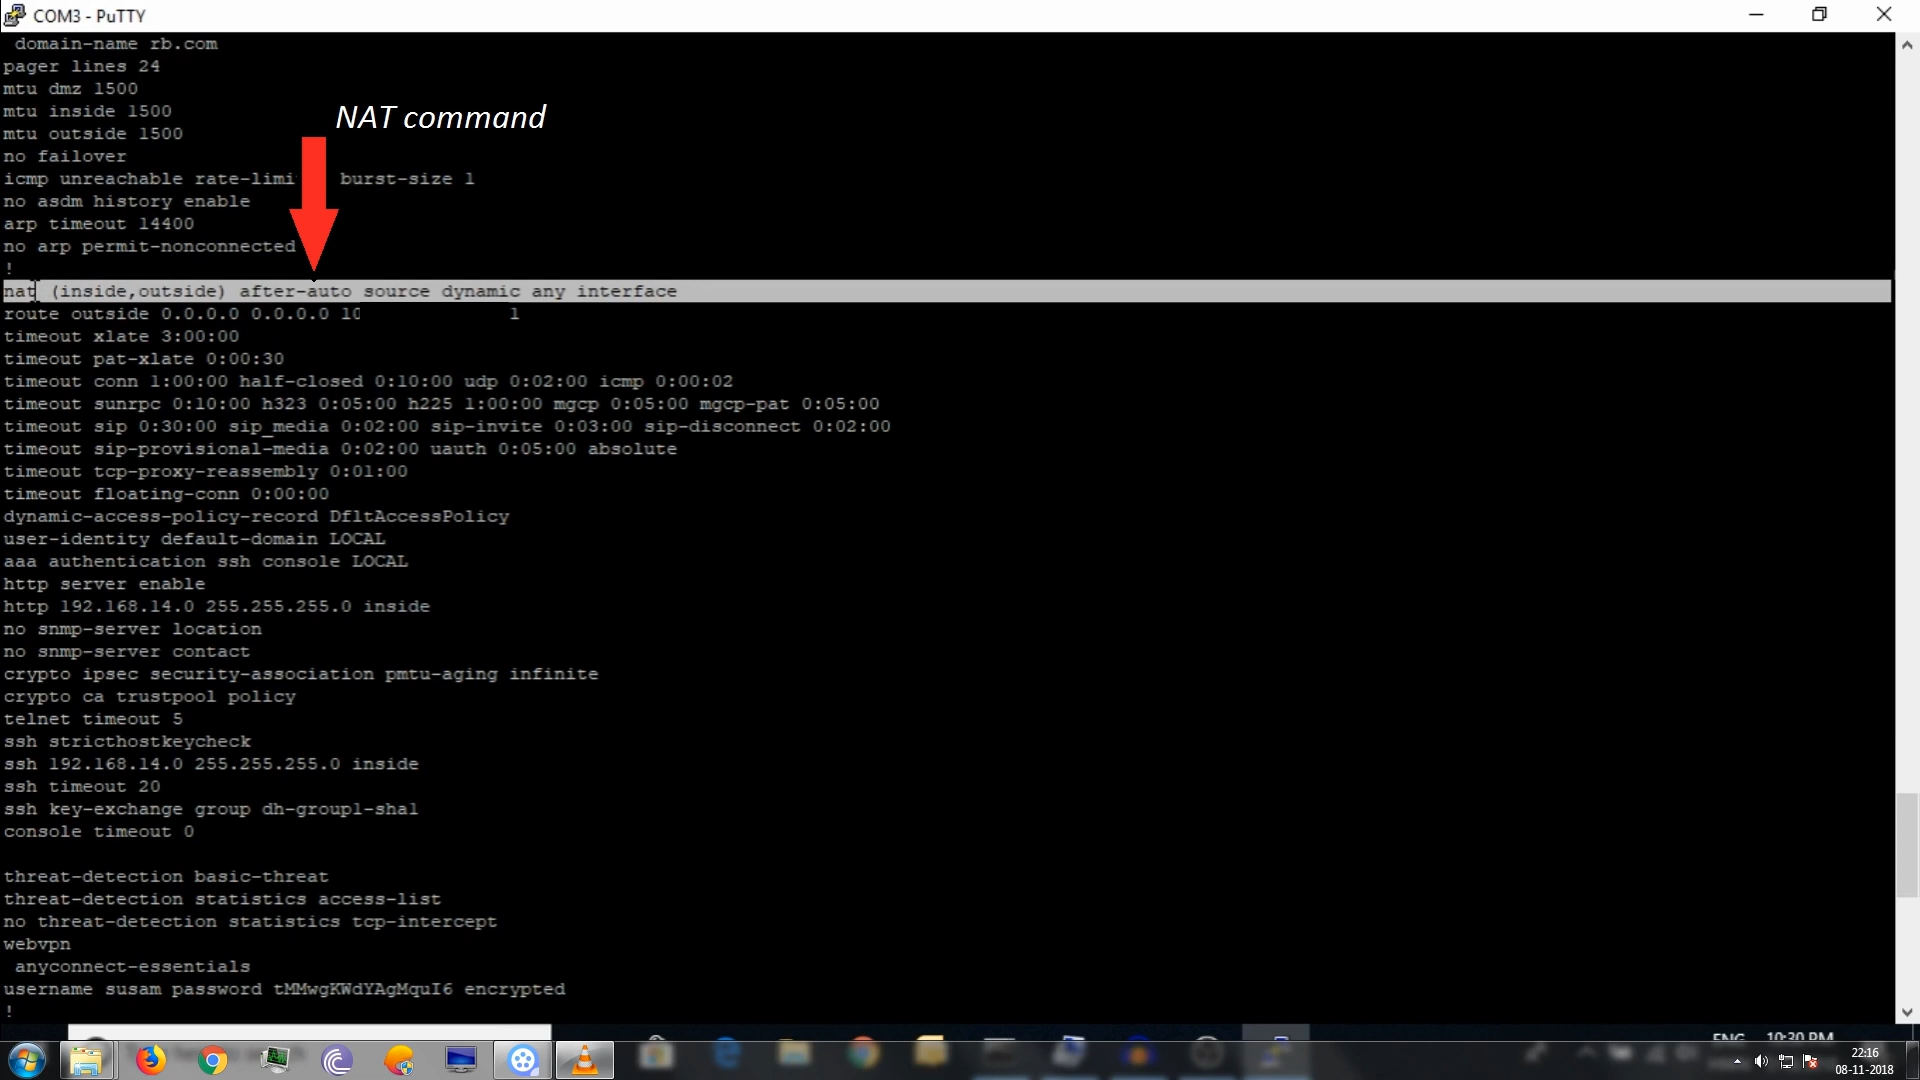 COM3 - PuTTY
domain-name rb.com
pager lines 24
mtu dmz 1500
mtu inside 1500
NAT command
mtu outside 1500
no failover
icmp unreachable rate-limi burst-size 1
no asdm history enable
arp timeout 14400
no arp permit-nonconnected
!
nat (inside,outside) after-auto source dynamic any interface
route outside 0.0.0.0 0.0.0.0 10 1
timeout xlate 3:00:00
timeout pat-xlate 0:00:30
timeout conn 1:00:00 half-closed 0:10:00 udp 0:02:00 icmp 0:00:02
timeout sunrpc 0:10:00 h323 0:05:00 h225 1:00:00 mgcp 0:05:00 mgcp-pat 0:05:00
timeout sip 0:30:00 sip_media 0:02:00 sip-invite 0:03:00 sip-disconnect 0:02:00
timeout sip-provisional-media 0:02:00 uauth 0:05:00 absolute
timeout tcp-proxy-reassembly 0:01:00
timeout floating-conn 0:00:00
dynamic-access-policy-record DfltAccessPolicy
user-identity default-domain LOCAL
aaa authentication ssh console LOCAL
http server enable
http 192.168.14.0 255.255.255.0 inside
no snmp-server location
no snmp-server contact
crypto ipsec security-association pmtu-aging infinite
crypto ca trustpool policy
telnet timeout 5
ssh stricthostkeycheck
ssh 192.168.14.0 255.255.255.0 inside
ssh timeout 20
ssh key-exchange group dh-group1-sha1
console timeout 0
threat-detection basic-threat
threat-detection statistics access-list
no threat-detection statistics tcp-intercept
webvpn
anyconnect-essentials
username susam password tMMwgKWdYAgMquI6 encrypted
!
ENG 10:30 PM
22:16
08-11-2018